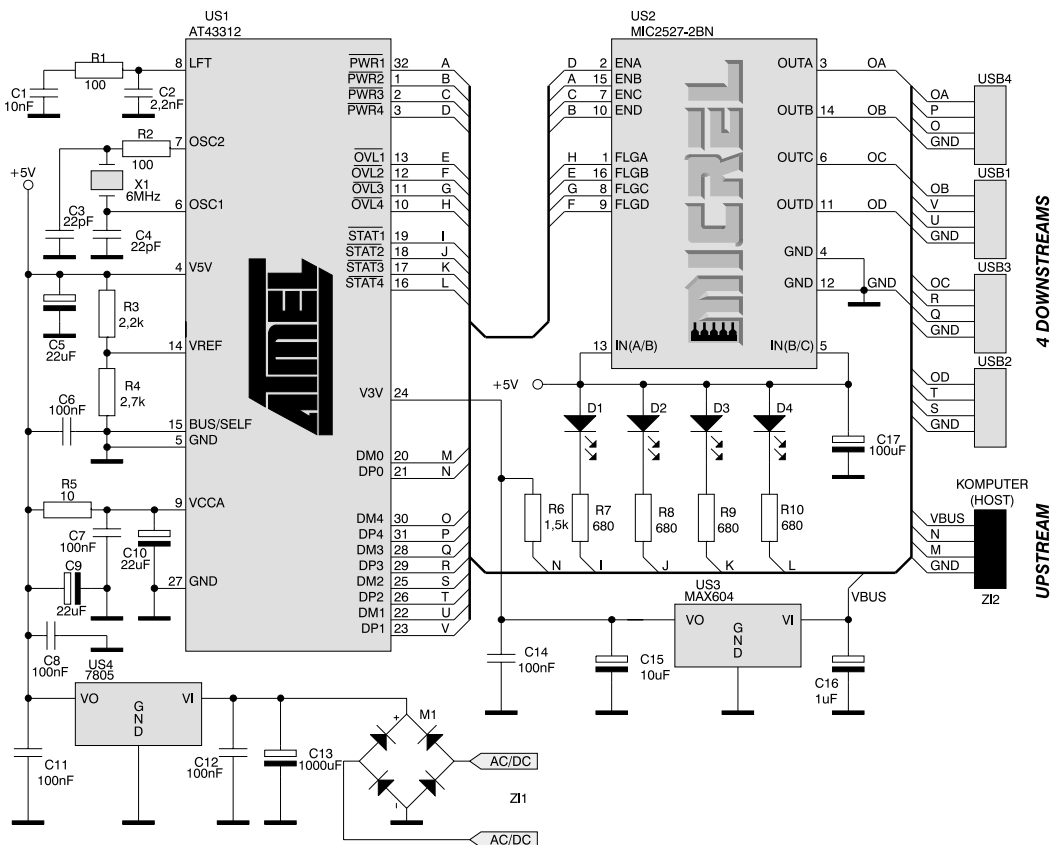 US1
AT43312
8 LFT
R1
100
C1
10nF
C2
2,2nF
7 OSC2
R2
100
+5V
X1
6MHz
6 OSC1
C3
22pF
C4
22pF
4 V5V
C5
22uF
R3
2,2k
14 VREF
R4
2,7k
C6
100nF
15 BUS/SELF
5 GND
R5
10
9 VCCA
C7
100nF
C10
22uF
C9
22uF
27 GND
C8
100nF
PWR1 32 A
PWR2 1 B
PWR3 2 C
PWR4 3 D
OVL1 13 E
OVL2 12 F
OVL3 11 G
OVL4 10 H
STAT1 19 I
STAT2 18 J
STAT3 17 K
STAT4 16 L
ATMEL
V3V 24
DM0 20 M
DP0 21 N
DM4 30 O
DP4 31 P
DM3 28 Q
DP3 29 R
DM2 25 S
DP2 26 T
DM1 22 U
DP1 23 V
US2
MIC2527-2BN
D 2 ENA
A 15 ENB
C 7 ENC
B 10 END
H 1 FLGA
E 16 FLGB
G 8 FLGC
F 9 FLGD
MICREL
OUTA 3 OA
OUTB 14 OB
OUTC 6 OC
OUTD 11 OD
GND 4
GND 12 GND
13 IN(A/B)
IN(B/C) 5
+5V
D1
D2
D3
D4
C17
100uF
R6
1,5k
R7
680
R8
680
R9
680
R10
680
N I J K L
USB4
OA
P
O
GND
USB1
OB
V
U
GND
USB3
OC
R
Q
GND
USB2
OD
T
S
GND
4 DOWNSTREAMS
KOMPUTER
(HOST)
VBUS
N
M
GND
ZI2
UPSTREAM
US3
MAX604
VO
GND
VI
VBUS
C14
100nF
C15
10uF
C16
1uF
US4
7805
VO
GND
VI
C11
100nF
C12
100nF
C13
1000uF
M1
+
-
AC/DC
ZI1
AC/DC